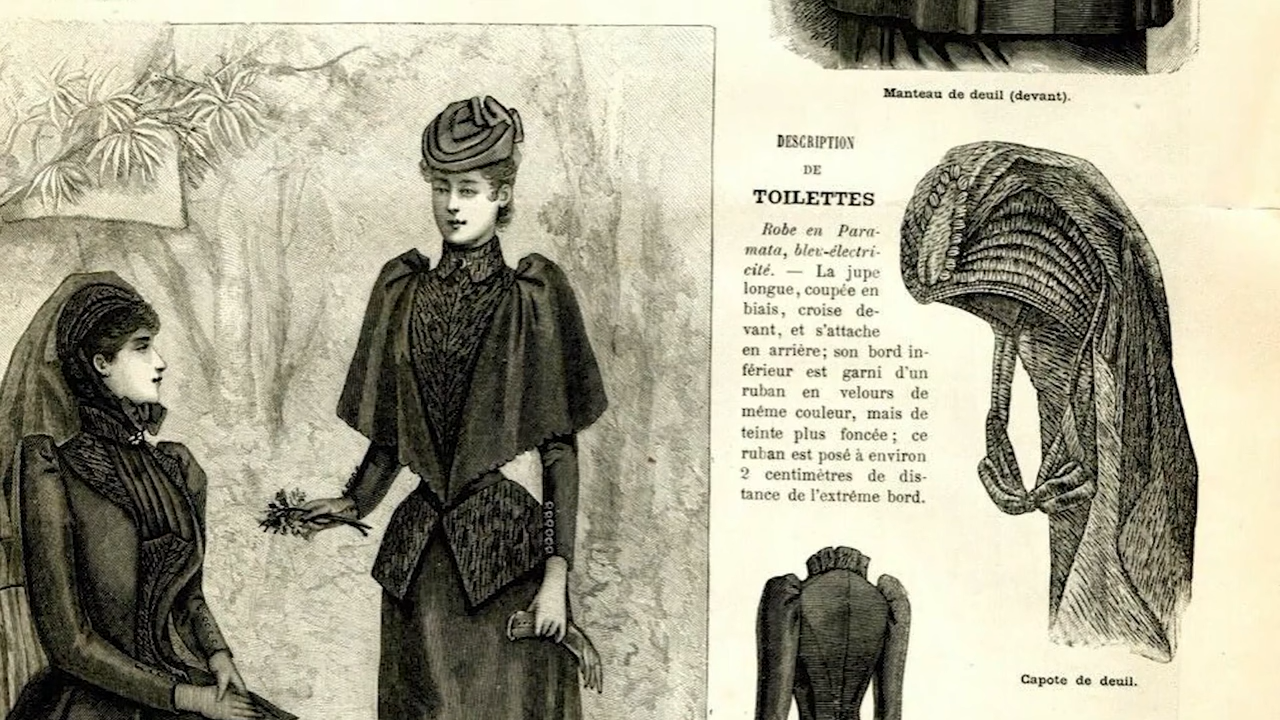 Manteau de deuil (devant).
DESCRIPTION
DE
TOILETTES
Robe en Para-
mata, bleu-électri-
cité. — La jupe
longue, coupée en
biais, croise de-
vant, et s'attache
en arrière; son bord in-
férieur est garni d'un
ruban en velours de
même couleur, mais de
teinte plus foncée; ce
ruban est posé à environ
2 centimètres de dis-
tance de l'extrême bord.
Capote de deuil.